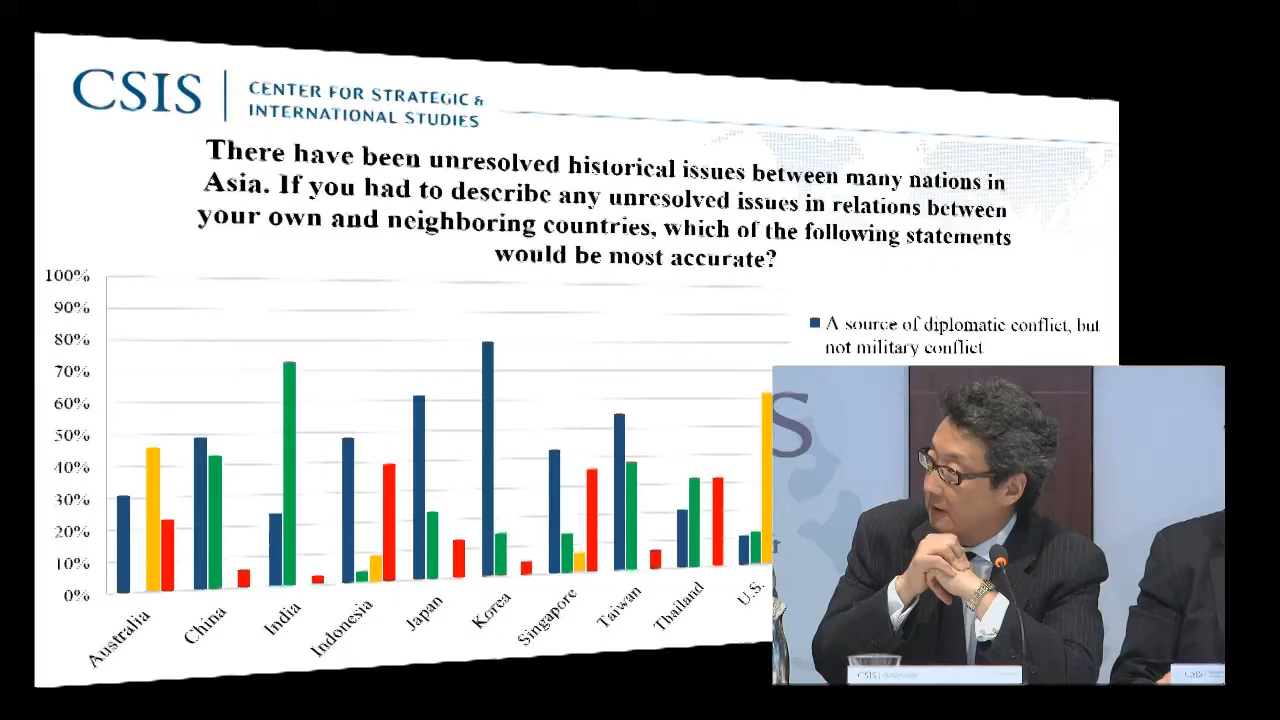 CSIS
CENTER FOR STRATEGIC &
INTERNATIONAL STUDIES
There have been unresolved historical issues between many nations in
Asia. If you had to describe any unresolved issues in relations between
your own and neighboring countries, which of the following statements
would be most accurate?
100%
90%
80%
70%
60%
50%
40%
30%
20%
10%
0%
Australia
China
India
Indonesia
Japan
Korea
Singapore
Taiwan
Thailand
U.S.
A source of diplomatic conflict, but
not military conflict
S
CSIS
CSIS